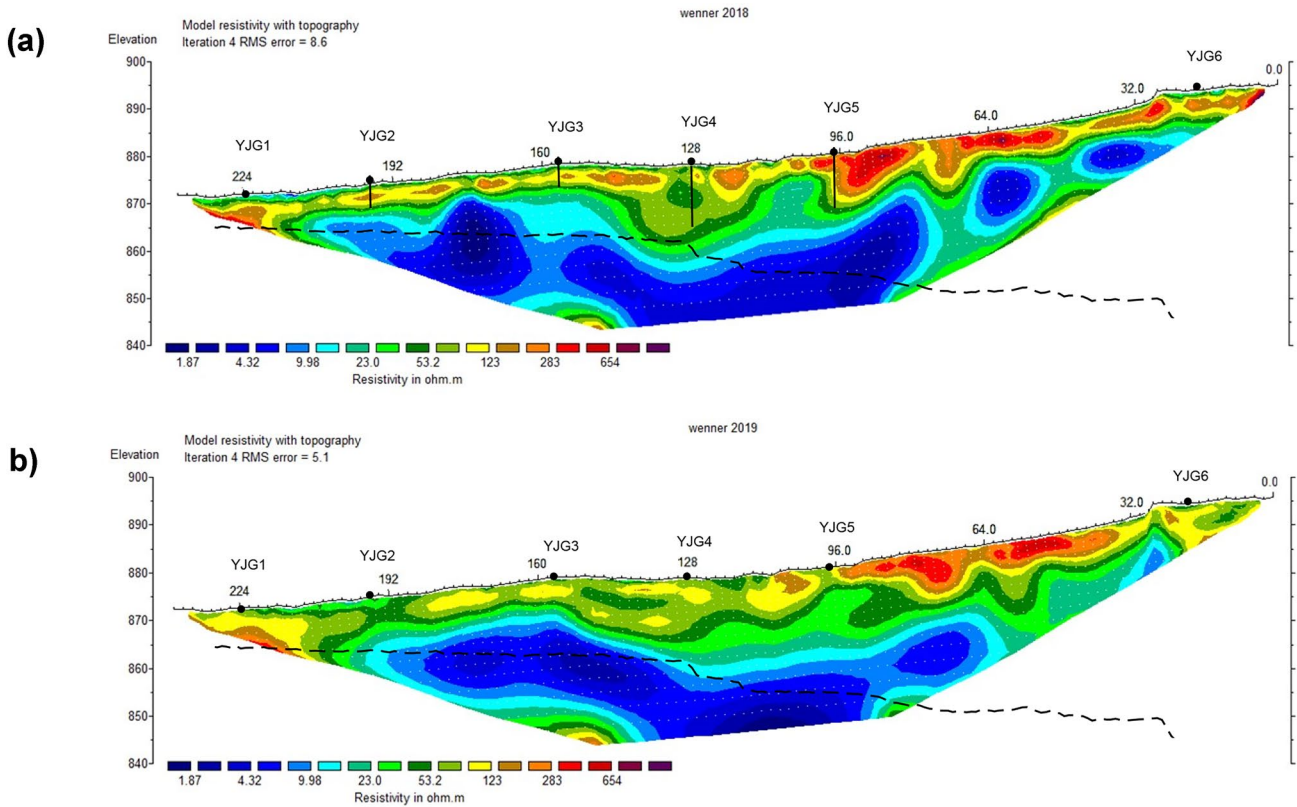 (a)
wenner 2018
Model resistivity with topography
Iteration 4 RMS error = 8.6
Elevation
900
890
880
870
860
850
840
YJG1
224
YJG2
192
YJG3
160
YJG4
128
YJG5
96.0
64.0
32.0
YJG6
0.0
1.87 4.32 9.98 23.0 53.2 123 283 654
Resistivity in ohm.m
b)
wenner 2019
Model resistivity with topography
Iteration 4 RMS error = 5.1
Elevation
900
890
880
870
860
850
840
YJG1
224
YJG2
192
YJG3
160
YJG4
128
YJG5
96.0
64.0
32.0
YJG6
0.0
1.87 4.32 9.98 23.0 53.2 123 283 654
Resistivity in ohm.m